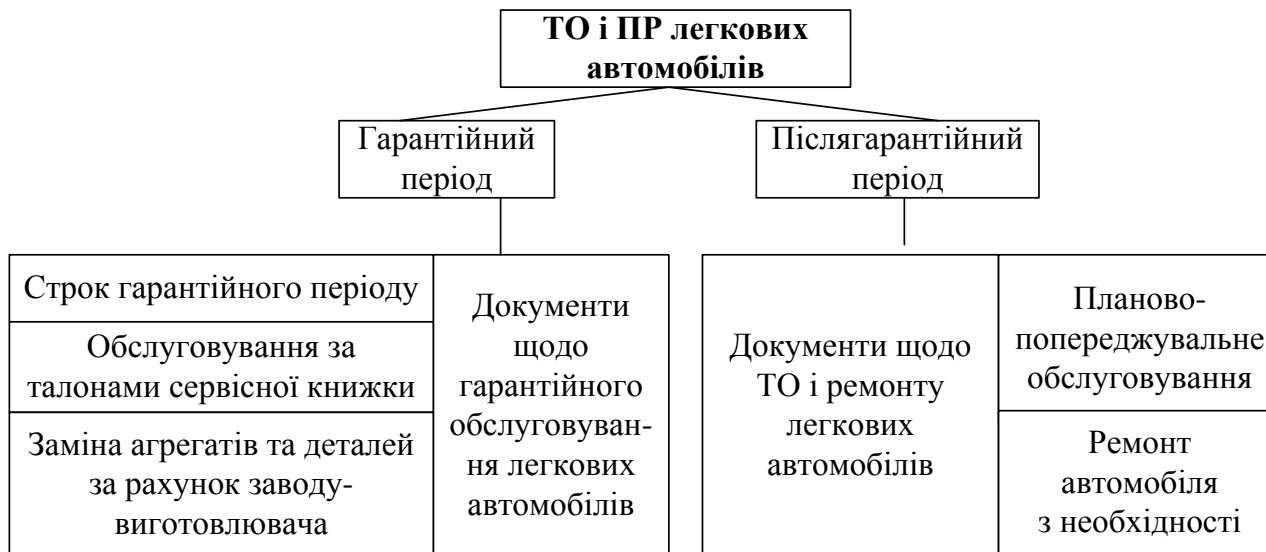 ТО і ПР легкових
автомобілів
Гарантійний
період
Післягарантійний
період
Строк гарантійного періоду
Обслуговування за
талонами сервісної книжки
Заміна агрегатів та деталей
за рахунок заводу-
виготовлювача
Документи
щодо
гарантійного
обслуговуван-
ня легкових
автомобілів
Документи щодо
ТО і ремонту
легкових
автомобілів
Планово-
попереджувальне
обслуговування
Ремонт
автомобіля
з необхідності